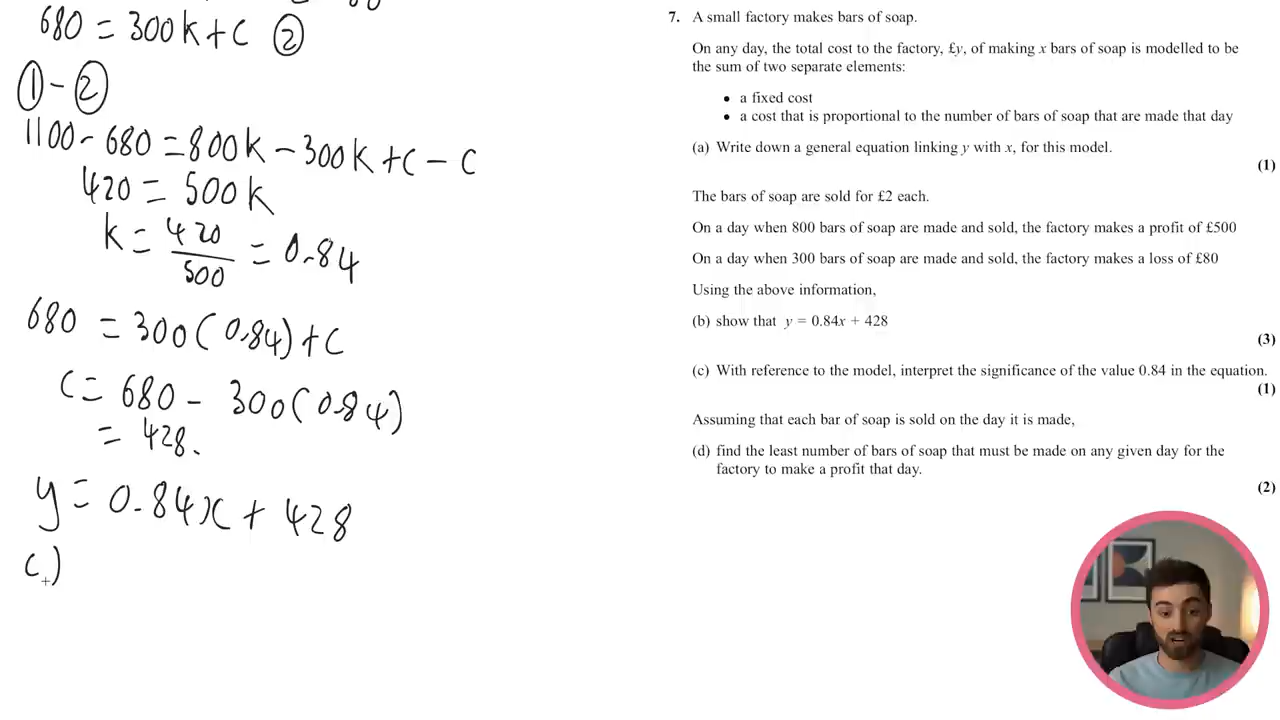 680 = 300k + c ②
① - ②
1100 - 680 = 800k - 300k + c - c
420 = 500k
k = 420/500 = 0.84
680 = 300(0.84) + c
c = 680 - 300(0.84)
= 428.
y = 0.84x + 428
c)
7. A small factory makes bars of soap.
On any day, the total cost to the factory, £y, of making x bars of soap is modelled to be
the sum of two separate elements:
• a fixed cost
• a cost that is proportional to the number of bars of soap that are made that day
(a) Write down a general equation linking y with x, for this model.
(1)
The bars of soap are sold for £2 each.
On a day when 800 bars of soap are made and sold, the factory makes a profit of £500
On a day when 300 bars of soap are made and sold, the factory makes a loss of £80
Using the above information,
(b) show that y = 0.84x + 428
(3)
(c) With reference to the model, interpret the significance of the value 0.84 in the equation.
(1)
Assuming that each bar of soap is sold on the day it is made,
(d) find the least number of bars of soap that must be made on any given day for the
factory to make a profit that day.
(2)